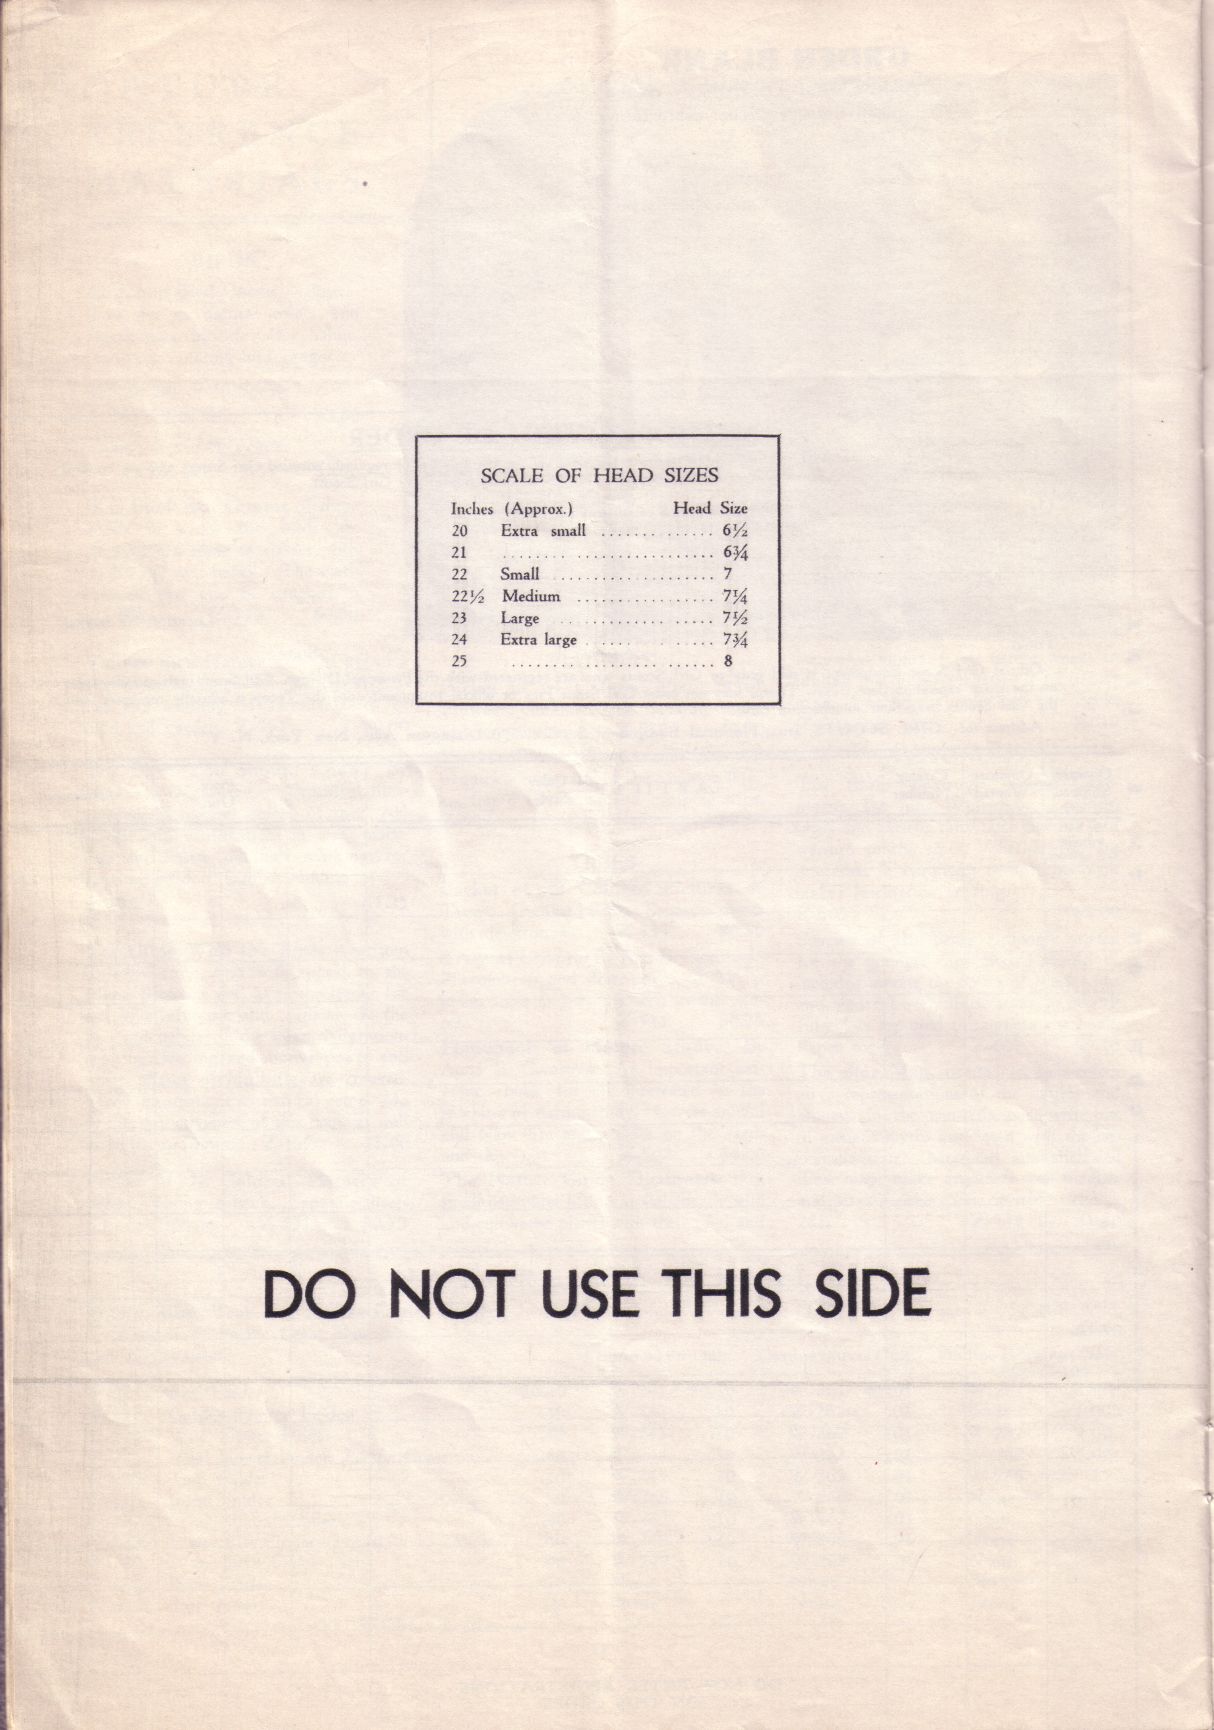 SCALE OF HEAD SIZES
Inches (Approx.) Head Size
20 Extra small .............. 6½
21 ......................... 6¾
22 Small .................... 7
22½ Medium ................. 7¼
23 Large ................... 7½
24 Extra large .............. 7¾
25 ......................... 8
DO NOT USE THIS SIDE